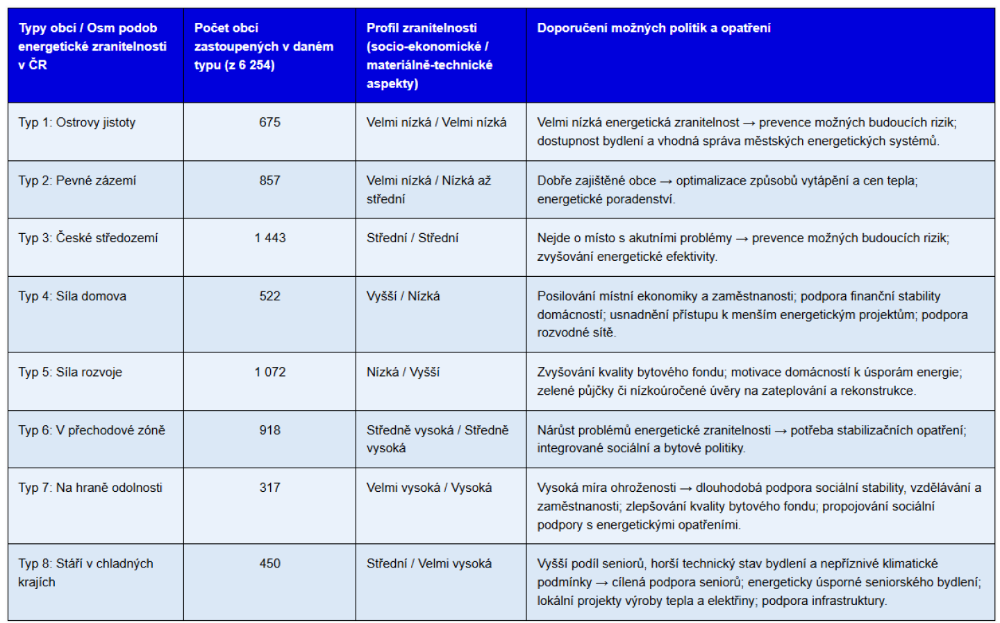 Typy obcí / Osm podob
energetické zranitelnosti
v ČR
Počet obcí
zastoupených v daném
typu (z 6 254)
Profil zranitelnosti
(socio-ekonomické /
materiálně-technické
aspekty)
Doporučení možných politik a opatření
Typ 1: Ostrovy jistoty
675
Velmi nízká / Velmi nízká
Velmi nízká energetická zranitelnost → prevence možných budoucích rizik;
dostupnost bydlení a vhodná správa městských energetických systémů.
Typ 2: Pevné zázemí
857
Velmi nízká / Nízká až
střední
Dobře zajištěné obce → optimalizace způsobů vytápění a cen tepla;
energetické poradenství.
Typ 3: České středozemí
1 443
Střední / Střední
Nejde o místo s akutními problémy → prevence možných budoucích rizik;
zvyšování energetické efektivity.
Typ 4: Síla domova
522
Vyšší / Nízká
Posilování místní ekonomiky a zaměstnanosti; podpora finanční stability
domácností; usnadnění přístupu k menším energetickým projektům; podpora
rozvodné sítě.
Typ 5: Síla rozvoje
1 072
Nízká / Vyšší
Zvyšování kvality bytového fondu; motivace domácností k úsporám energie;
zelené půjčky či nízkoúročené úvěry na zateplování a rekonstrukce.
Typ 6: V přechodové zóně
918
Středně vysoká / Středně
vysoká
Nárůst problémů energetické zranitelnosti → potřeba stabilizačních opatření;
integrované sociální a bytové politiky.
Typ 7: Na hraně odolnosti
317
Velmi vysoká / Vysoká
Vysoká míra ohroženosti → dlouhodobá podpora sociální stability, vzdělávání a
zaměstnanosti; zlepšování kvality bytového fondu; propojování sociální
podpory s energetickými opatřeními.
Typ 8: Stáří v chladných
krajích
450
Střední / Velmi vysoká
Vyšší podíl seniorů, horší technický stav bydlení a nepříznivé klimatické
podmínky → cílená podpora seniorů; energeticky úsporné seniorského bydlení;
lokální projekty výroby tepla a elektřiny; podpora infrastruktury.